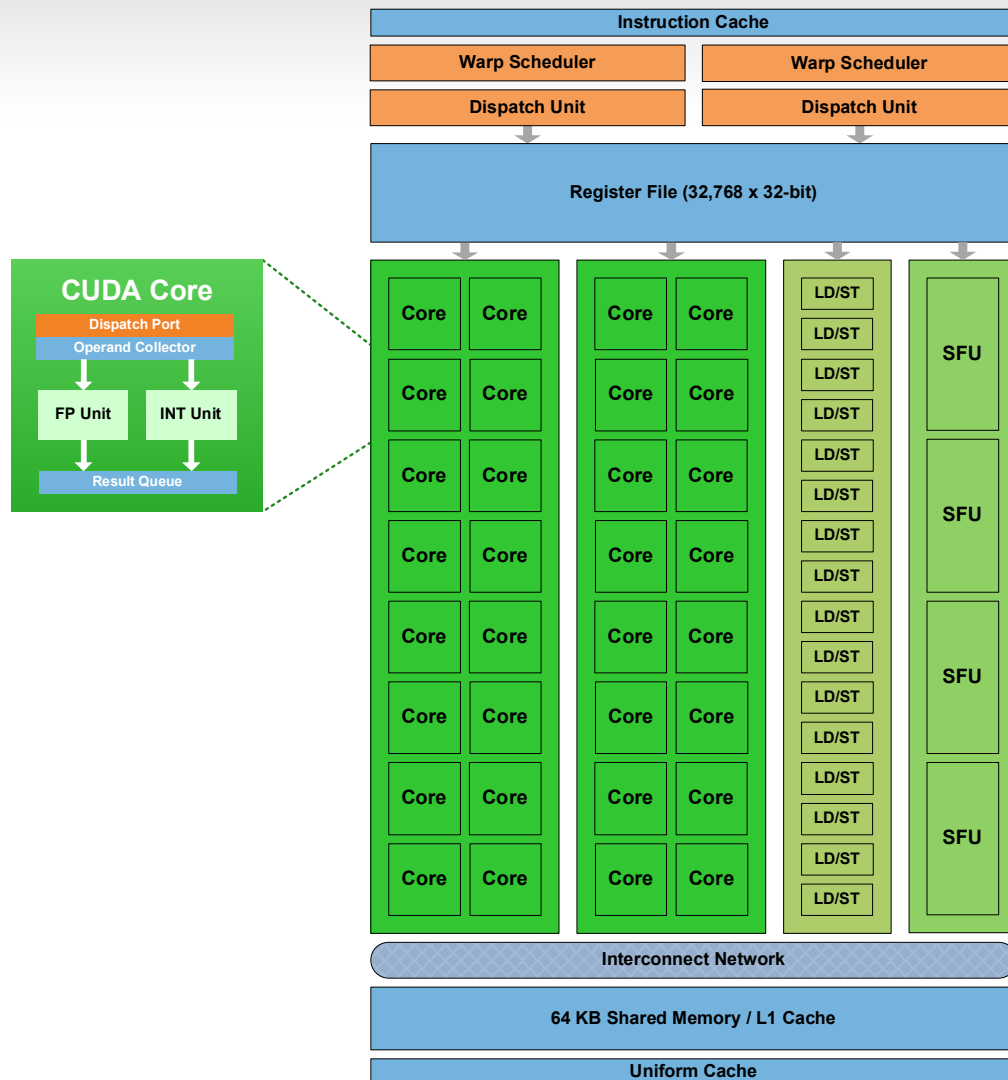 Instruction Cache
Warp Scheduler Warp Scheduler
Dispatch Unit Dispatch Unit
Register File (32,768 x 32-bit)
CUDA Core
Dispatch Port
Operand Collector
FP Unit INT Unit
Result Queue
Core Core Core Core LD/ST
LD/ST
SFU
Core Core Core Core LD/ST
LD/ST
Core Core Core Core LD/ST
LD/ST
SFU
Core Core Core Core LD/ST
LD/ST
Core Core Core Core LD/ST
LD/ST
SFU
Core Core Core Core LD/ST
LD/ST
Core Core Core Core LD/ST
LD/ST
SFU
Core Core Core Core LD/ST
LD/ST
Interconnect Network
64 KB Shared Memory / L1 Cache
Uniform Cache